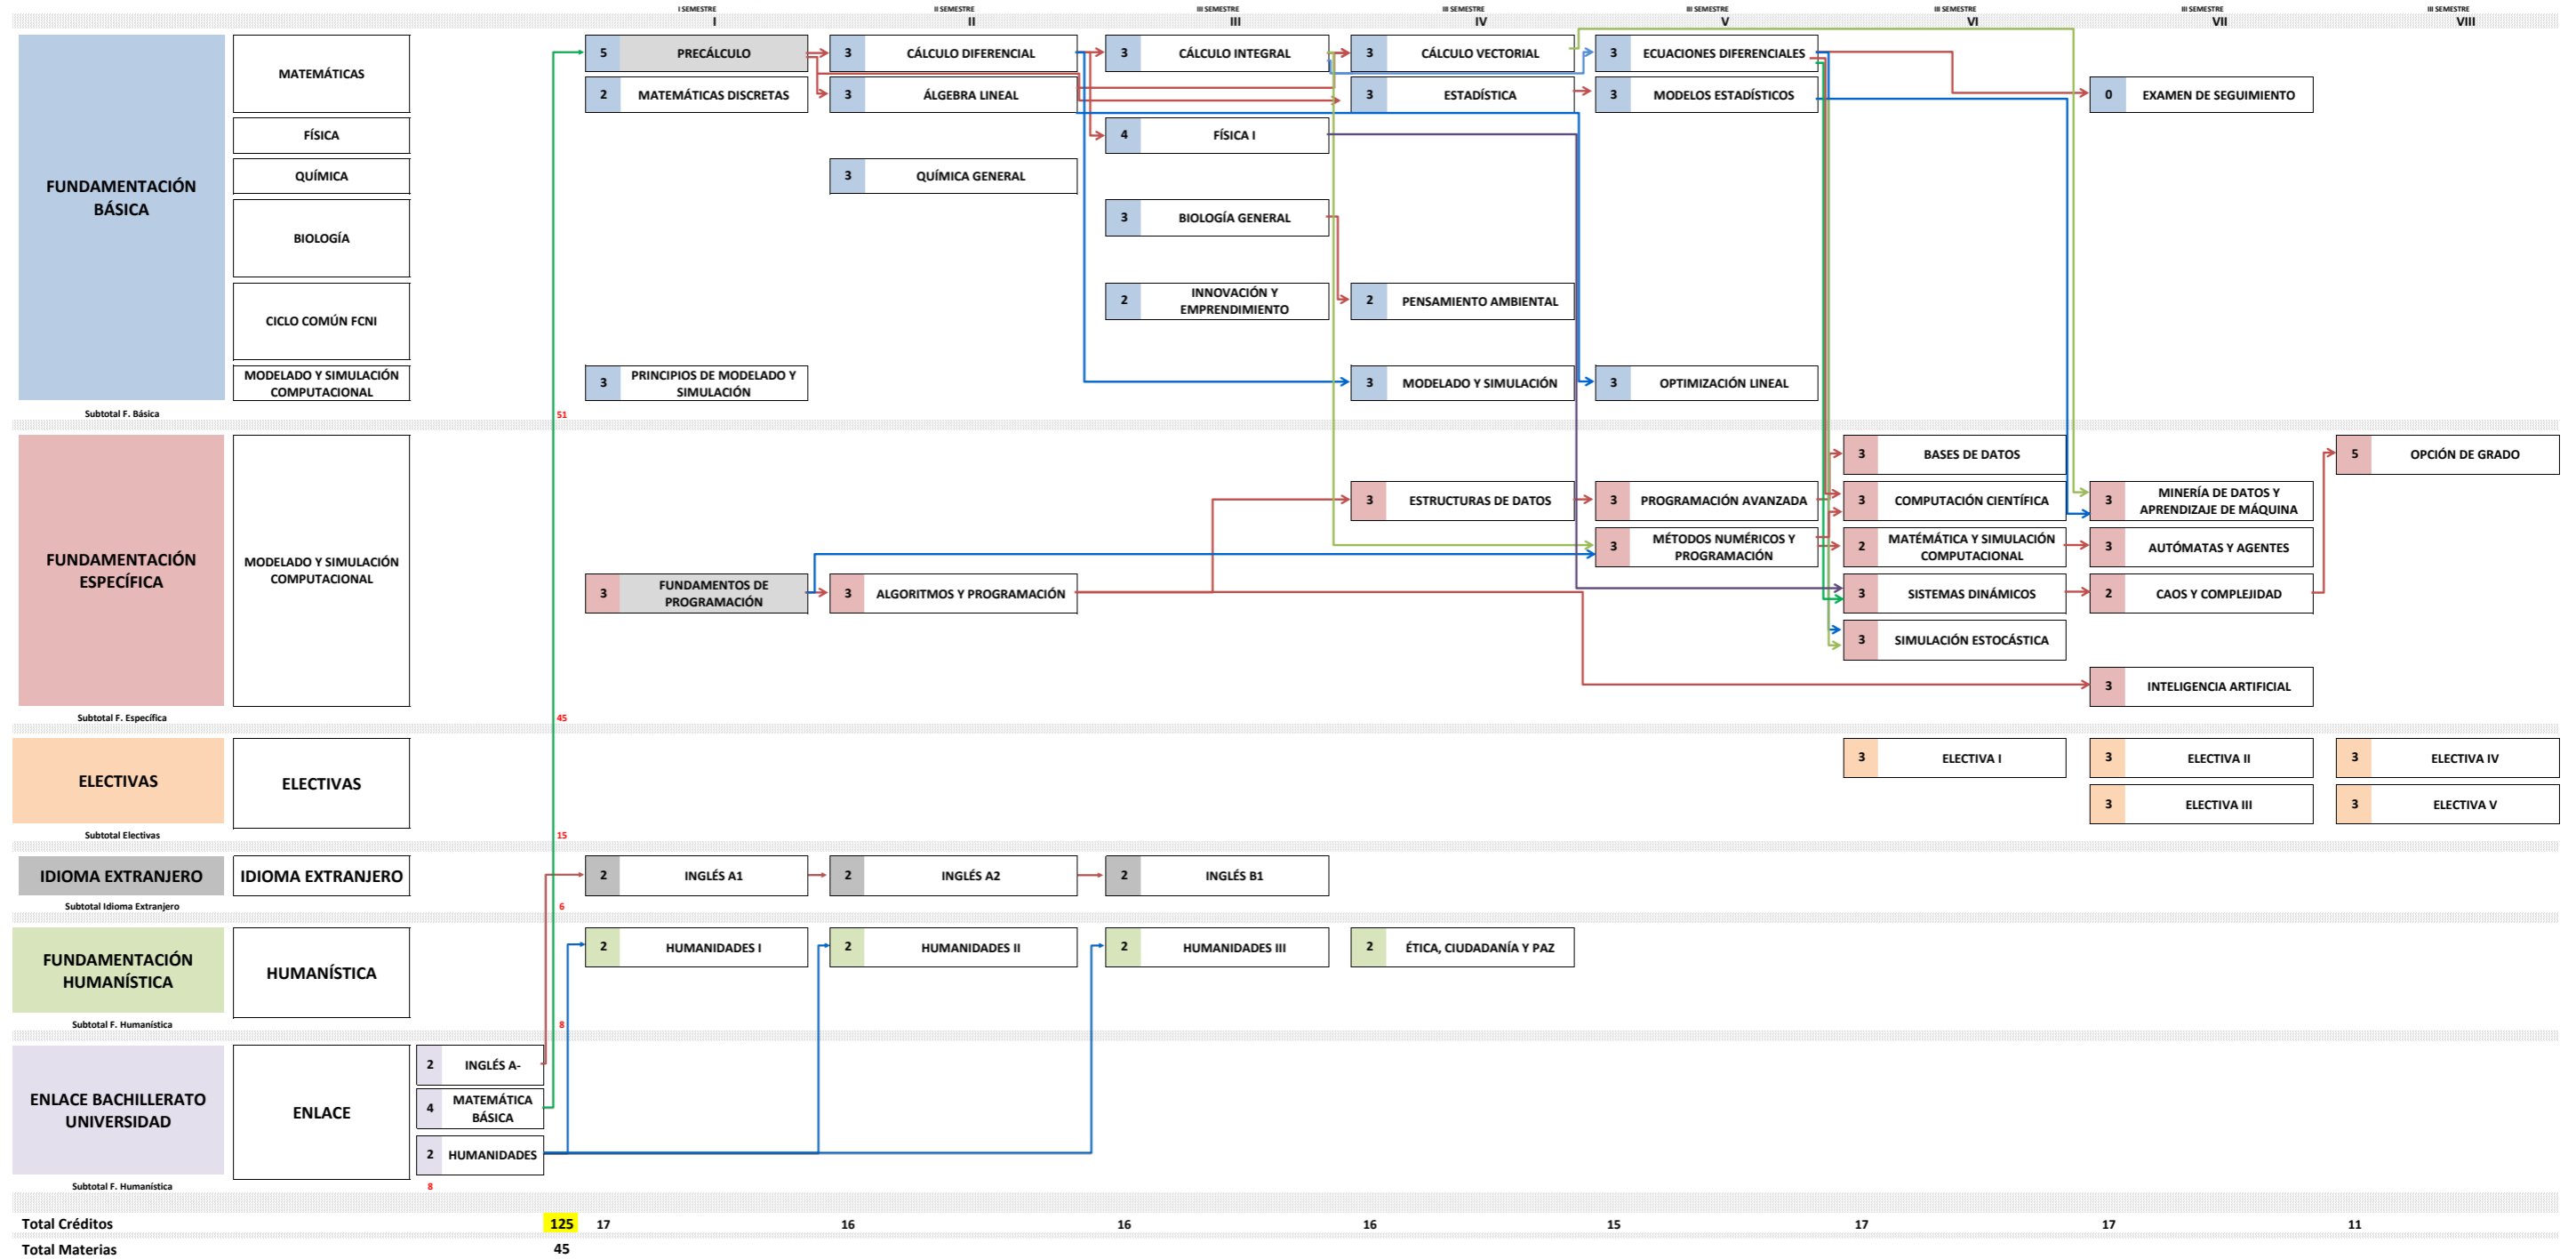 I SEMESTRE
II SEMESTRE
III SEMESTRE
III SEMESTRE
III SEMESTRE
III SEMESTRE
III SEMESTRE
III SEMESTRE
I
II
III
IV
V
VI
VII
VIII
FUNDAMENTACIÓN
BÁSICA
MATEMÁTICAS
5 PRECÁLCULO
3 CÁLCULO DIFERENCIAL
3 CÁLCULO INTEGRAL
3 CÁLCULO VECTORIAL
3 ECUACIONES DIFERENCIALES
2 MATEMÁTICAS DISCRETAS
3 ÁLGEBRA LINEAL
3 ESTADÍSTICA
3 MODELOS ESTADÍSTICOS
0 EXAMEN DE SEGUIMIENTO
FÍSICA
4 FÍSICA I
QUÍMICA
3 QUÍMICA GENERAL
BIOLOGÍA
3 BIOLOGÍA GENERAL
CICLO COMÚN FCNI
2 INNOVACIÓN Y
EMPRENDIMIENTO
2 PENSAMIENTO AMBIENTAL
MODELADO Y SIMULACIÓN
COMPUTACIONAL
3 PRINCIPIOS DE MODELADO Y
SIMULACIÓN
3 MODELADO Y SIMULACIÓN
3 OPTIMIZACIÓN LINEAL
Subtotal F. Básica
51
FUNDAMENTACIÓN
ESPECÍFICA
MODELADO Y SIMULACIÓN
COMPUTACIONAL
3 BASES DE DATOS
5 OPCIÓN DE GRADO
3 ESTRUCTURAS DE DATOS
3 PROGRAMACIÓN AVANZADA
3 COMPUTACIÓN CIENTÍFICA
3 MINERÍA DE DATOS Y
APRENDIZAJE DE MÁQUINA
3 MÉTODOS NUMÉRICOS Y
PROGRAMACIÓN
2 MATÉMÁTICA Y SIMULACIÓN
COMPUTACIONAL
3 AUTÓMATAS Y AGENTES
3 FUNDAMENTOS DE
PROGRAMACIÓN
3 ALGORITMOS Y PROGRAMACIÓN
3 SISTEMAS DINÁMICOS
2 CAOS Y COMPLEJIDAD
3 SIMULACIÓN ESTOCÁSTICA
3 INTELIGENCIA ARTIFICIAL
Subtotal F. Específica
45
ELECTIVAS
ELECTIVAS
3 ELECTIVA I
3 ELECTIVA II
3 ELECTIVA IV
3 ELECTIVA III
3 ELECTIVA V
Subtotal Electivas
15
IDIOMA EXTRANJERO
IDIOMA EXTRANJERO
2 INGLÉS A1
2 INGLÉS A2
2 INGLÉS B1
Subtotal Idioma Extranjero
6
FUNDAMENTACIÓN
HUMANÍSTICA
HUMANÍSTICA
2 HUMANIDADES I
2 HUMANIDADES II
2 HUMANIDADES III
2 ÉTICA, CIUDADANÍA Y PAZ
Subtotal F. Humanística
8
ENLACE BACHILLERATO
UNIVERSIDAD
ENLACE
2 INGLÉS A-
4 MATEMÁTICA
BÁSICA
2 HUMANIDADES
Subtotal F. Humanística
8
Total Créditos 125 17 16 16 16 15 17 17 11
Total Materias 45